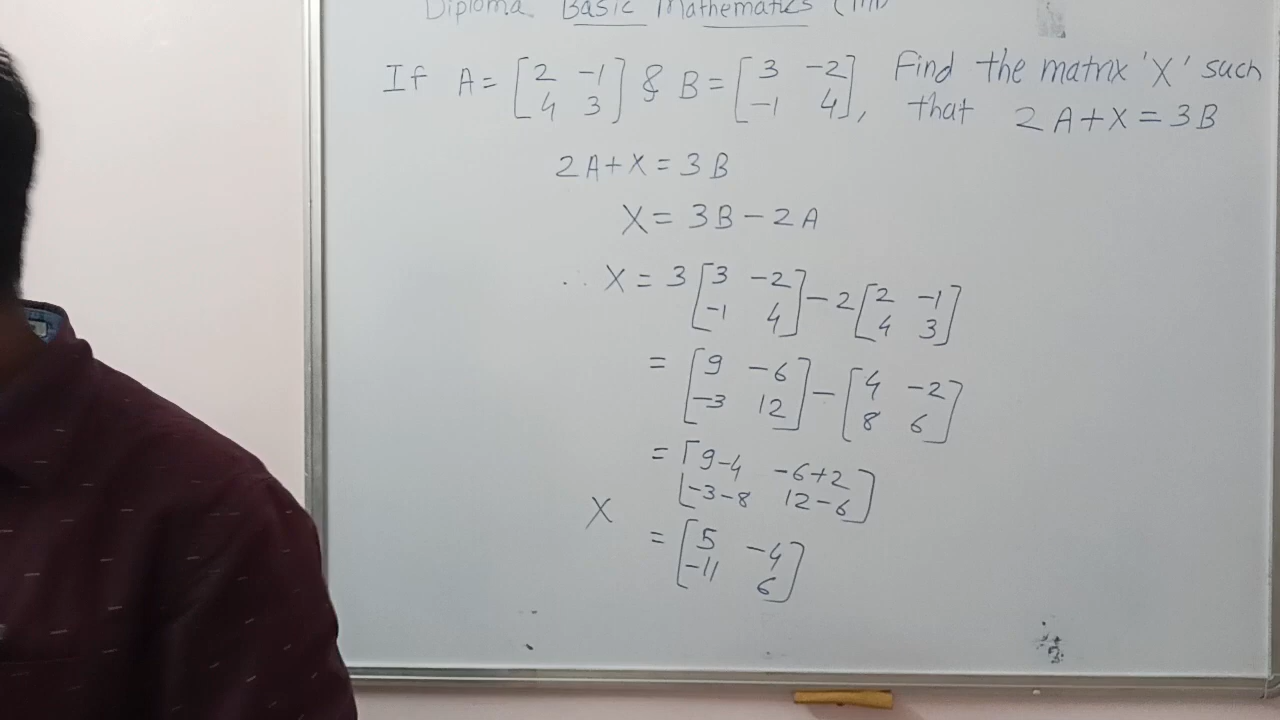 Diploma Basic Mathematics
If A = [2 -1 4 3] & B = [3 -2 -1 4], Find the matrix 'X' such that 2A+X=3B
2A+X=3B
X= 3B-2A
∴ X = 3[3 -2 -1 4] - 2[2 -1 4 3]
= [9 -6 -3 12] - [4 -2 8 6]
= [9-4 -6+2 -3-8 12-6]
X = [5 -4 -11 6]